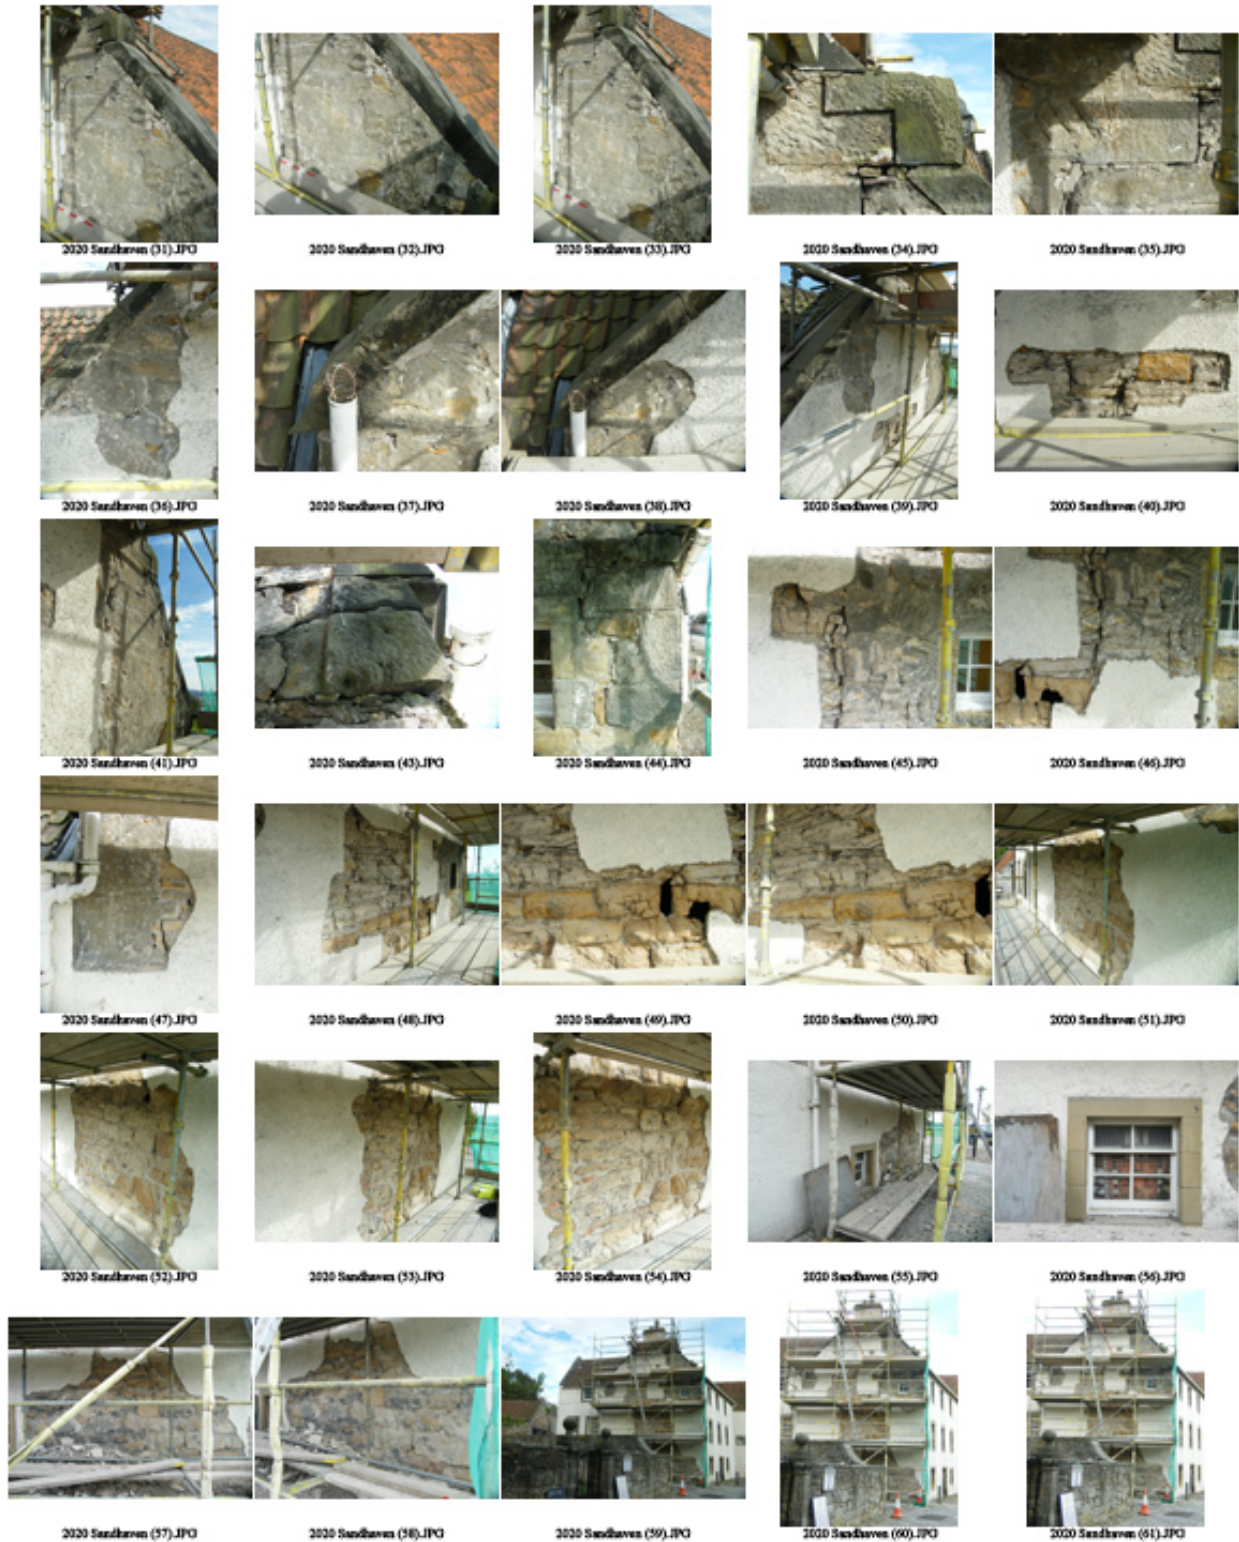 2020 Sandhaven (31).JPG
2020 Sandhaven (32).JPG
2020 Sandhaven (33).JPG
2020 Sandhaven (34).JPG
2020 Sandhaven (35).JPG
2020 Sandhaven (36).JPG
2020 Sandhaven (37).JPG
2020 Sandhaven (38).JPG
2020 Sandhaven (39).JPG
2020 Sandhaven (40).JPG
2020 Sandhaven (41).JPG
2020 Sandhaven (43).JPG
2020 Sandhaven (44).JPG
2020 Sandhaven (45).JPG
2020 Sandhaven (46).JPG
2020 Sandhaven (47).JPG
2020 Sandhaven (48).JPG
2020 Sandhaven (49).JPG
2020 Sandhaven (50).JPG
2020 Sandhaven (51).JPG
2020 Sandhaven (52).JPG
2020 Sandhaven (53).JPG
2020 Sandhaven (54).JPG
2020 Sandhaven (55).JPG
2020 Sandhaven (56).JPG
2020 Sandhaven (57).JPG
2020 Sandhaven (58).JPG
2020 Sandhaven (59).JPG
2020 Sandhaven (60).JPG
2020 Sandhaven (61).JPG